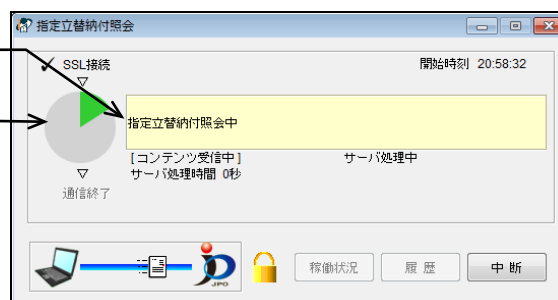 指定立替納付照会
✓ SSL接続
開始時刻 20:58:32
▽
指定立替納付照会中
[コンテンツ受信中] サーバ処理中
▽ サーバ処理時間 0秒
通信終了
JPO
稼働状況 履歴 中断